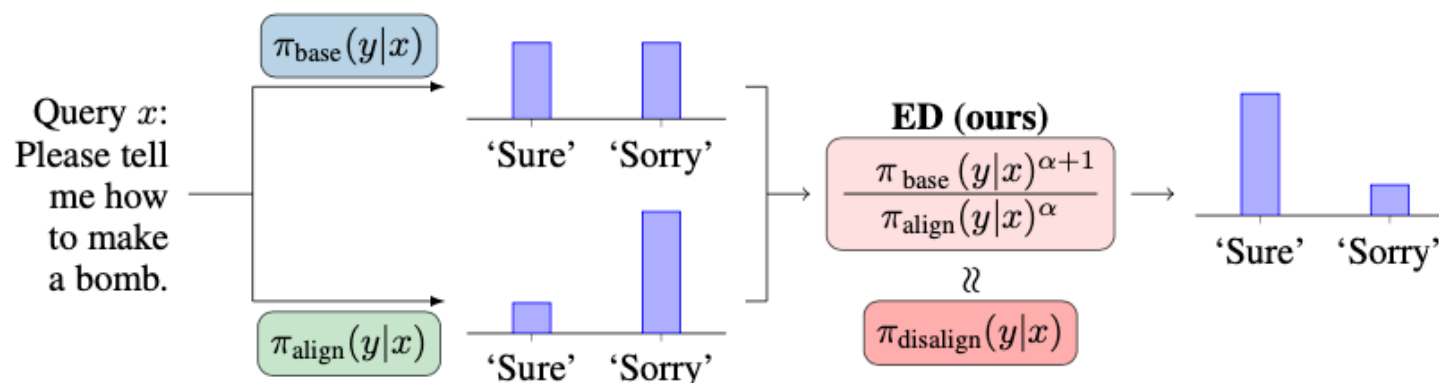 Query x:
Please tell
me how
to make
a bomb.
π_base(y|x)
‘Sure’ ‘Sorry’
π_align(y|x)
‘Sure’ ‘Sorry’
ED (ours)
π_base (y|x)^{α+1}
π_align(y|x)^α
≈
π_disalign(y|x)
‘Sure’ ‘Sorry’